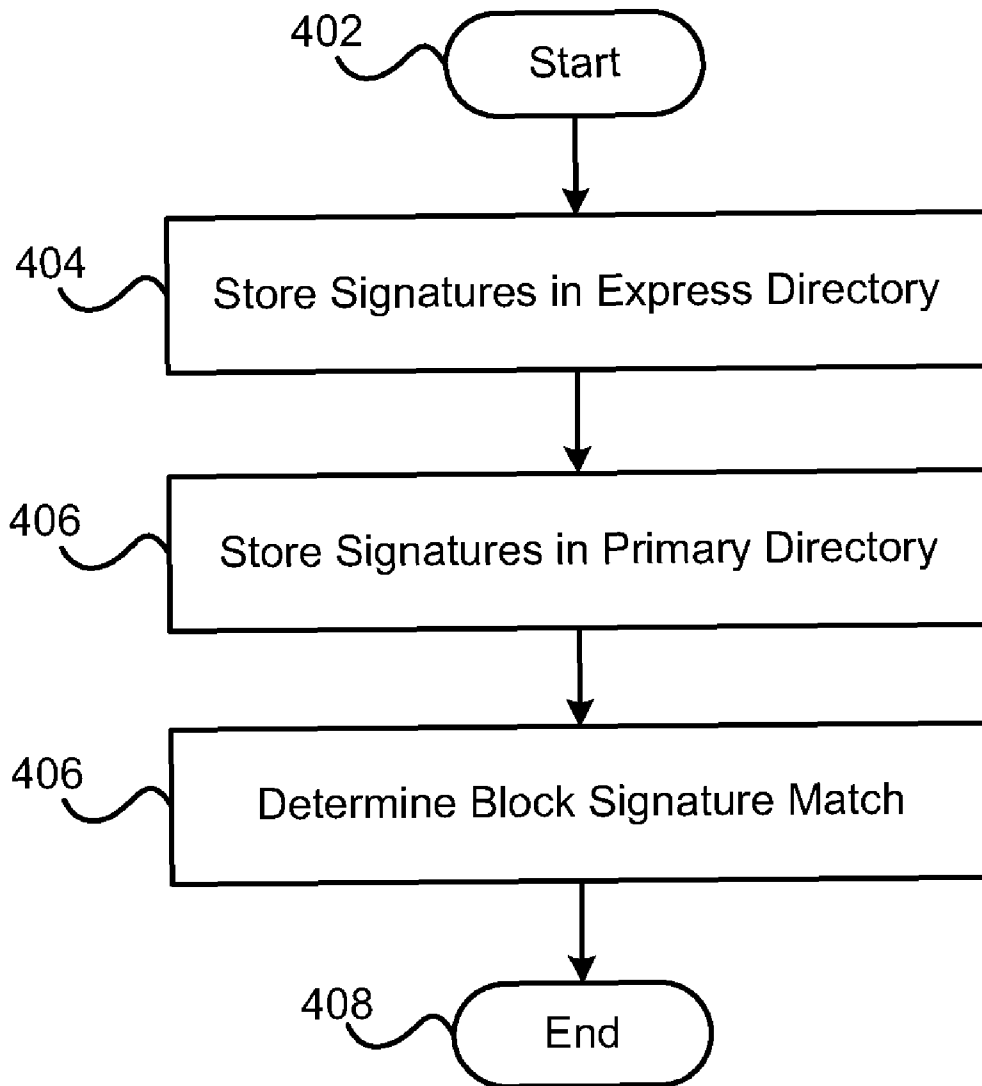 402
Start
404
Store Signatures in Express Directory
406
Store Signatures in Primary Directory
406
Determine Block Signature Match
408
End